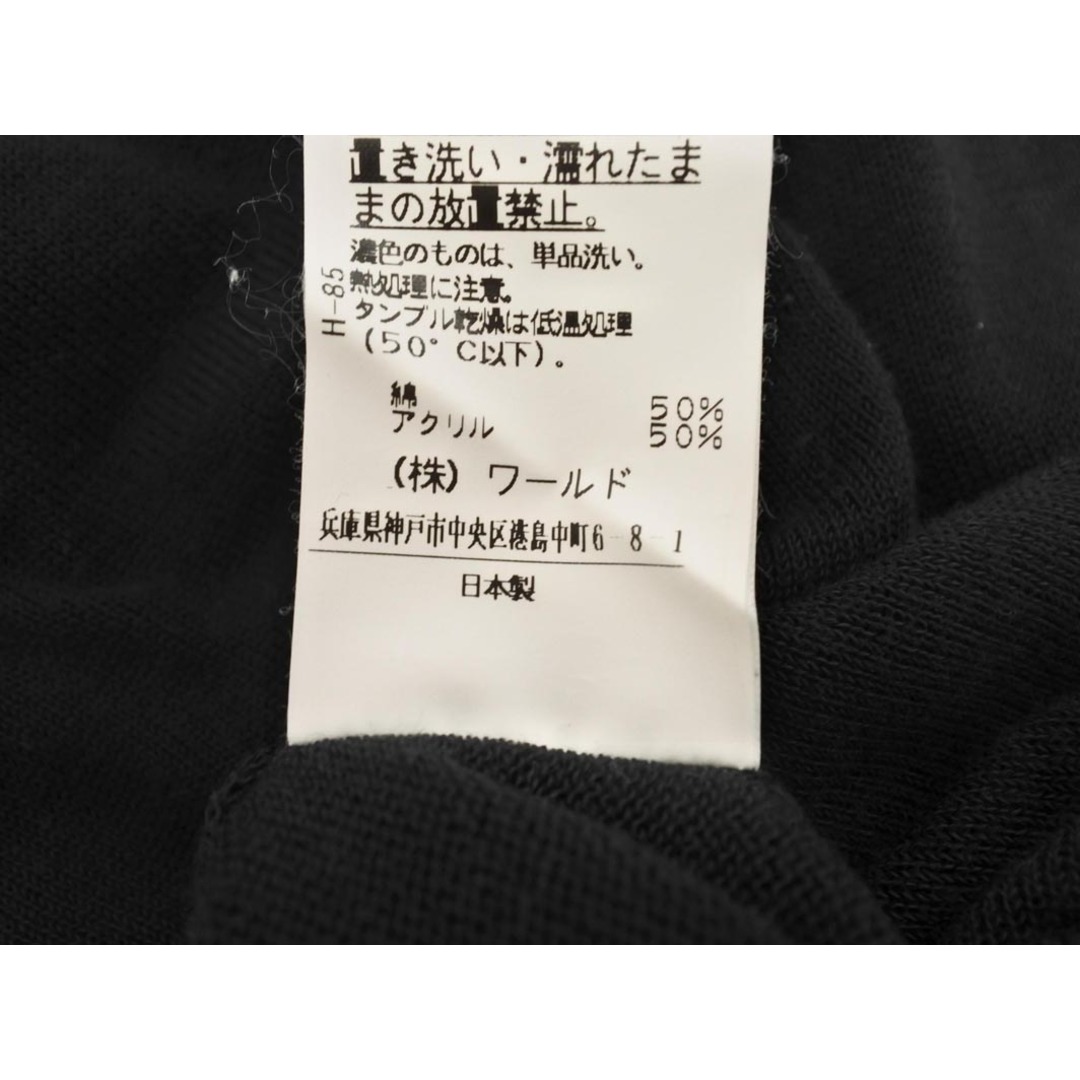 置き洗い・濡れたま
まの放置禁止。
濃色のものは、単品洗い。
熱処理に注意。
タンブル乾燥は低温処理
(50°C以下)。
H-85
綿 50%
アクリル 50%
(株)ワールド
兵庫県神戸市中央区港島中町6-8-1
日本製